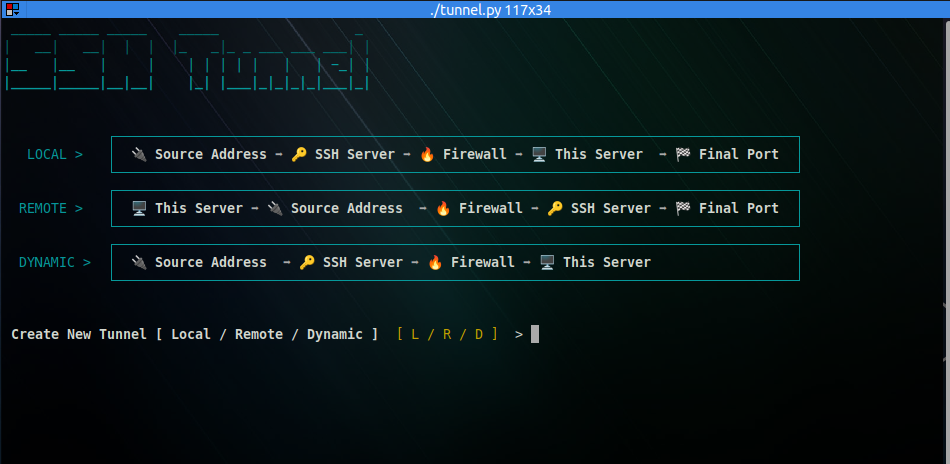 ./tunnel.py 117x34
SSH Tunnel
LOCAL > 🔌 Source Address → 🔑 SSH Server → 🔥 Firewall → 🖥️ This Server → 🏁 Final Port
REMOTE > 🖥️ This Server → 🔌 Source Address → 🔥 Firewall → 🔑 SSH Server → 🏁 Final Port
DYNAMIC > 🔌 Source Address → 🔑 SSH Server → 🔥 Firewall → 🖥️ This Server
Create New Tunnel [ Local / Remote / Dynamic ] [ L / R / D ] >